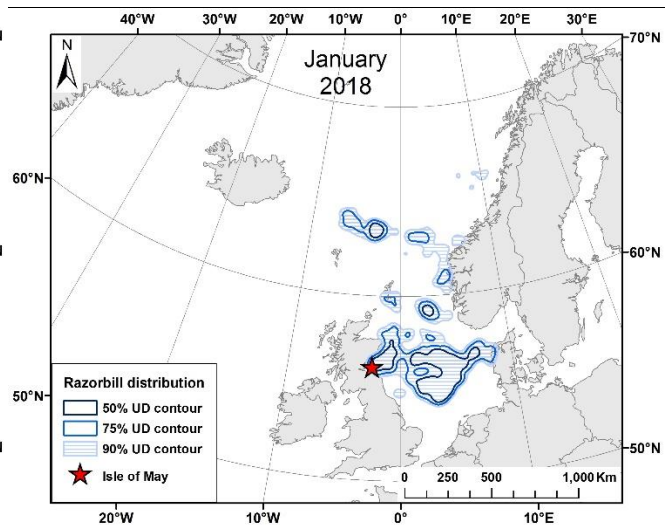 40°W 30°W 20°W 10°W 0° 10°E 20°E 30°E
70°N
N
January
2018
60°N
60°N
Razorbill distribution
50% UD contour
75% UD contour
90% UD contour
Isle of May
50°N
50°N
0 250 500 1,000 Km
20°W 10°W 0° 10°E